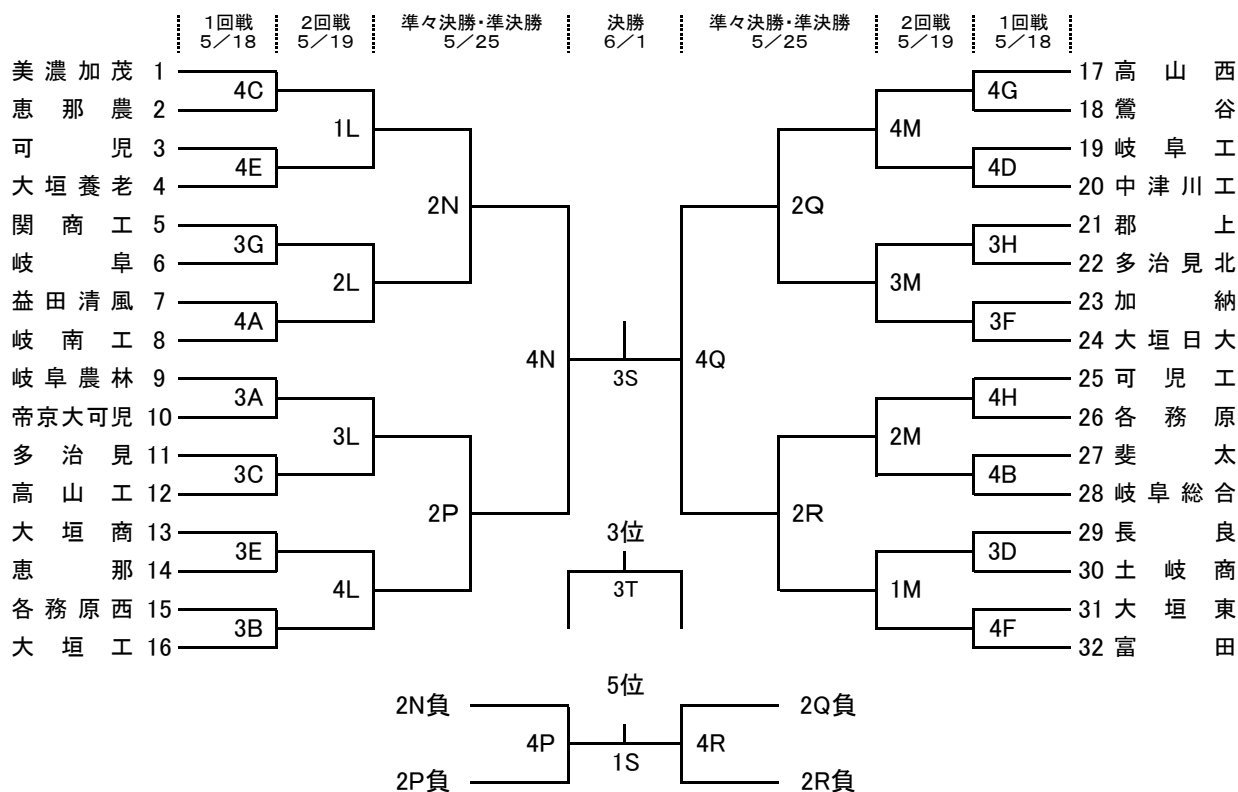 1回戦 2回戦 準々決勝・準決勝 決勝 準々決勝・準決勝 2回戦 1回戦
5／18 5／19 5／25 6／1 5／25 5／19 5／18
美濃加茂 1 17 高山西
4C 4G
恵那農 2 18 鶯谷
1L 4M
可児 3 19 岐阜工
4E 4D
大垣養老 4 20 中津川工
2N 2Q
関商工 5 21 郡上
3G 3H
岐阜 6 22 多治見北
2L 3M
益田清風 7 23 加納
4A 3F
岐南工 8 24 大垣日大
4N 3S 4Q
岐阜農林 9 25 可児工
3A 4H
帝京大可児 10 26 各務原
3L 2M
多治見 11 27 斐太
3C 4B
高山工 12 28 岐阜総合
2P 2R
大垣商 13 3位 29 長良
3E 3D
恵那 14 30 土岐商
4L 3T 1M
各務原西 15 31 大垣東
3B 4F
大垣工 16 32 富田
5位
2N負 2Q負
4P 1S 4R
2P負 2R負